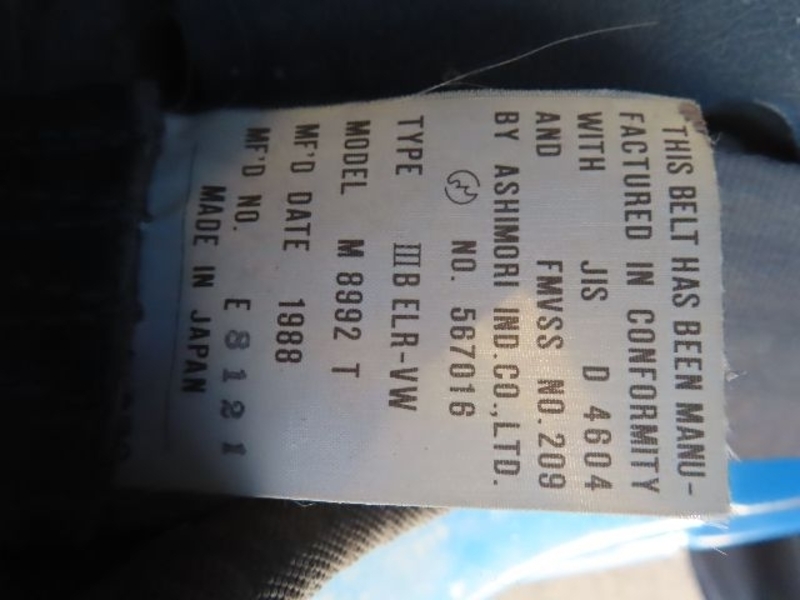 THIS BELT HAS BEEN MANU-
FACTURED IN CONFORMITY
WITH JIS D 4604
AND FMVSS NO.209
BY ASHIMORI IND.CO.,LTD.
NO. 567016
TYPE III B ELR-VW
MODEL M 8992 T
MF'D DATE 1988
MF'D NO. E 8121
MADE IN JAPAN